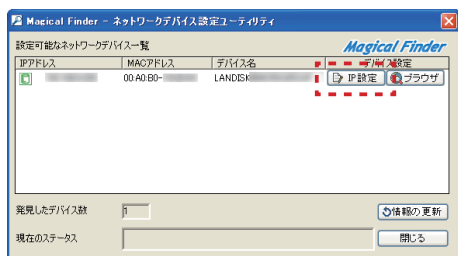 Magical Finder － ネットワークデバイス設定ユーティリティ
設定可能なネットワークデバイス一覧
Magical Finder
IPアドレス MACアドレス デバイス名 デバイス設定
00:A0:B0- LANDISK IP設定 ブラウザ
発見したデバイス数 1 情報の更新
現在のステータス 閉じる